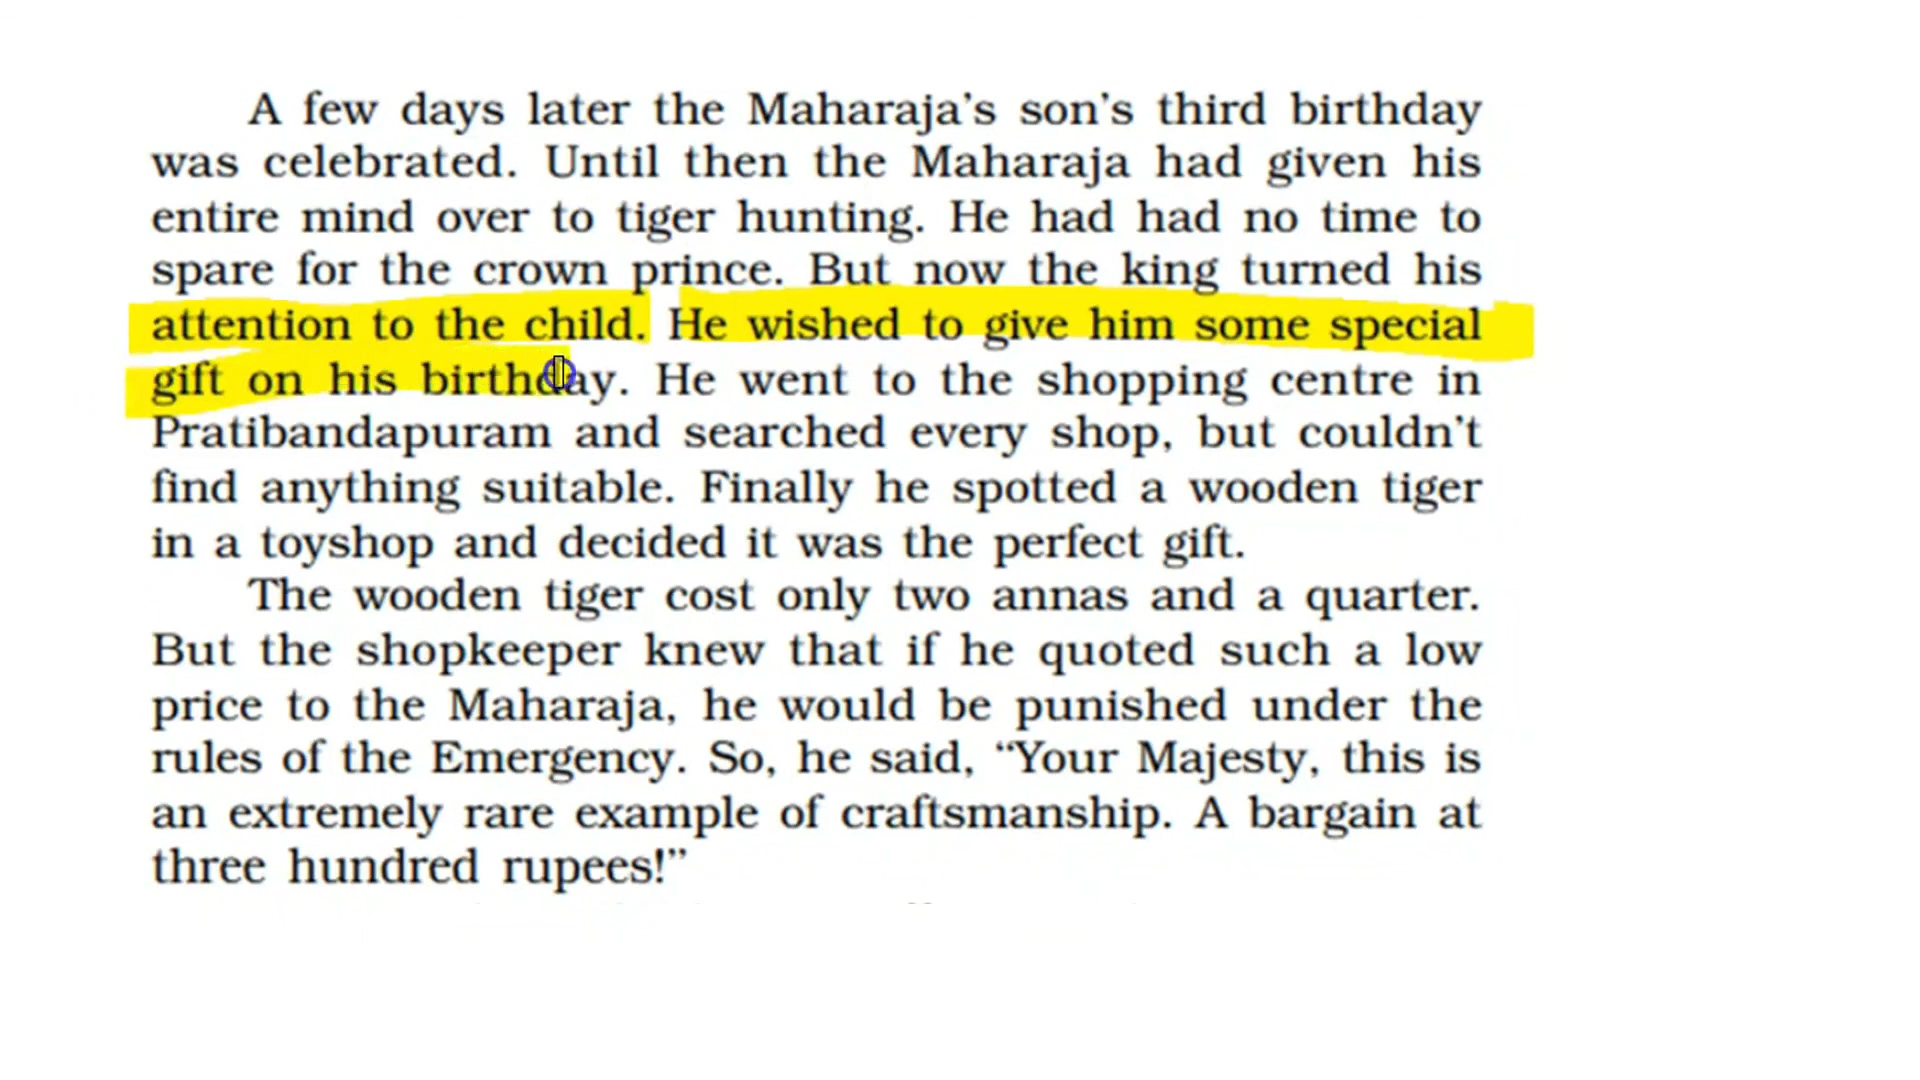 A few days later the Maharaja’s son’s third birthday
was celebrated. Until then the Maharaja had given his
entire mind over to tiger hunting. He had had no time to
spare for the crown prince. But now the king turned his
attention to the child. He wished to give him some special
gift on his birthday. He went to the shopping centre in
Pratibandapuram and searched every shop, but couldn’t
find anything suitable. Finally he spotted a wooden tiger
in a toyshop and decided it was the perfect gift.
The wooden tiger cost only two annas and a quarter.
But the shopkeeper knew that if he quoted such a low
price to the Maharaja, he would be punished under the
rules of the Emergency. So, he said, “Your Majesty, this is
an extremely rare example of craftsmanship. A bargain at
three hundred rupees!”